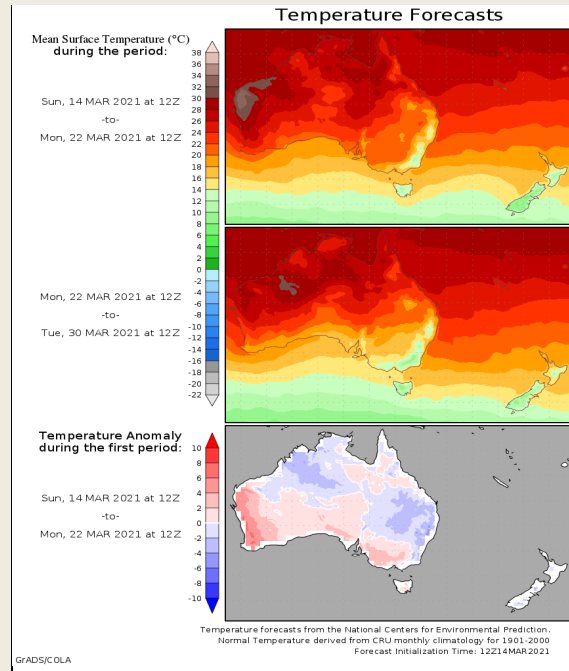 Temperature Forecasts
Mean Surface Temperature (°C)
during the period:
Sun, 14 MAR 2021 at 12Z
-to-
Mon, 22 MAR 2021 at 12Z
38
36
34
32
30
28
26
24
22
20
18
16
14
12
10
8
6
4
2
0
-2
-4
-6
-8
-10
-12
-14
-16
-18
-20
-22
Mon, 22 MAR 2021 at 12Z
-to-
Tue, 30 MAR 2021 at 12Z
Temperature Anomaly
during the first period:
Sun, 14 MAR 2021 at 12Z
-to-
Mon, 22 MAR 2021 at 12Z
10
8
6
4
2
0
-2
-4
-6
-8
-10
Temperature forecasts from the National Centers for Environmental Prediction.
Normal Temperature derived from CRU monthly climatology for 1901-2000
Forecast Initialization Time: 12Z14MAR2021
GrADS/COLA